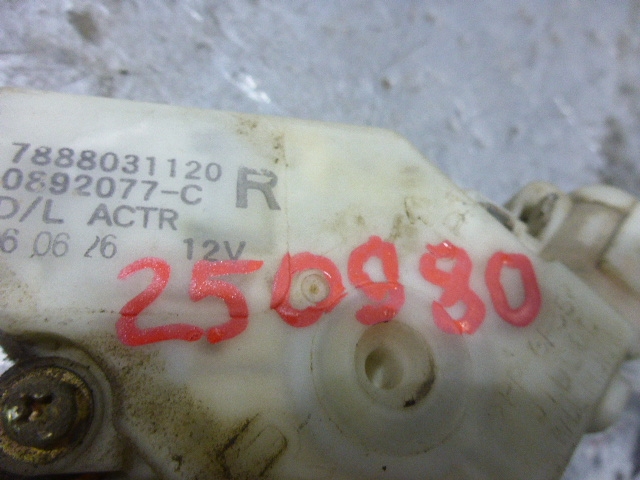 7888031120
0892077-C R
D/L ACTR
6 06 26 12V
250980